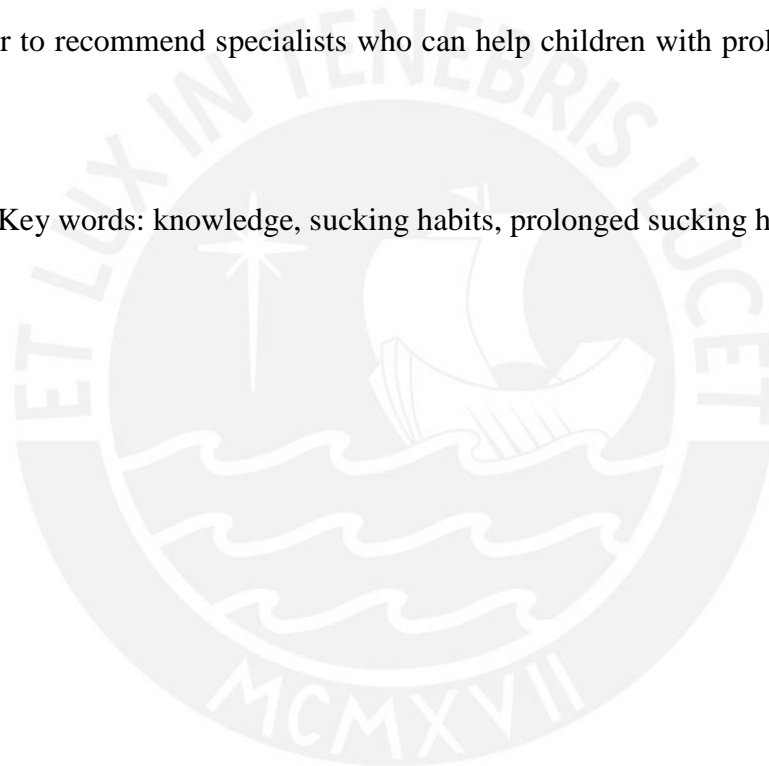 r to recommend specialists who can help children with prol
Key words: knowledge, sucking habits, prolonged sucking h
ET LUX IN TENEBRIS LUCET
MCMXVII